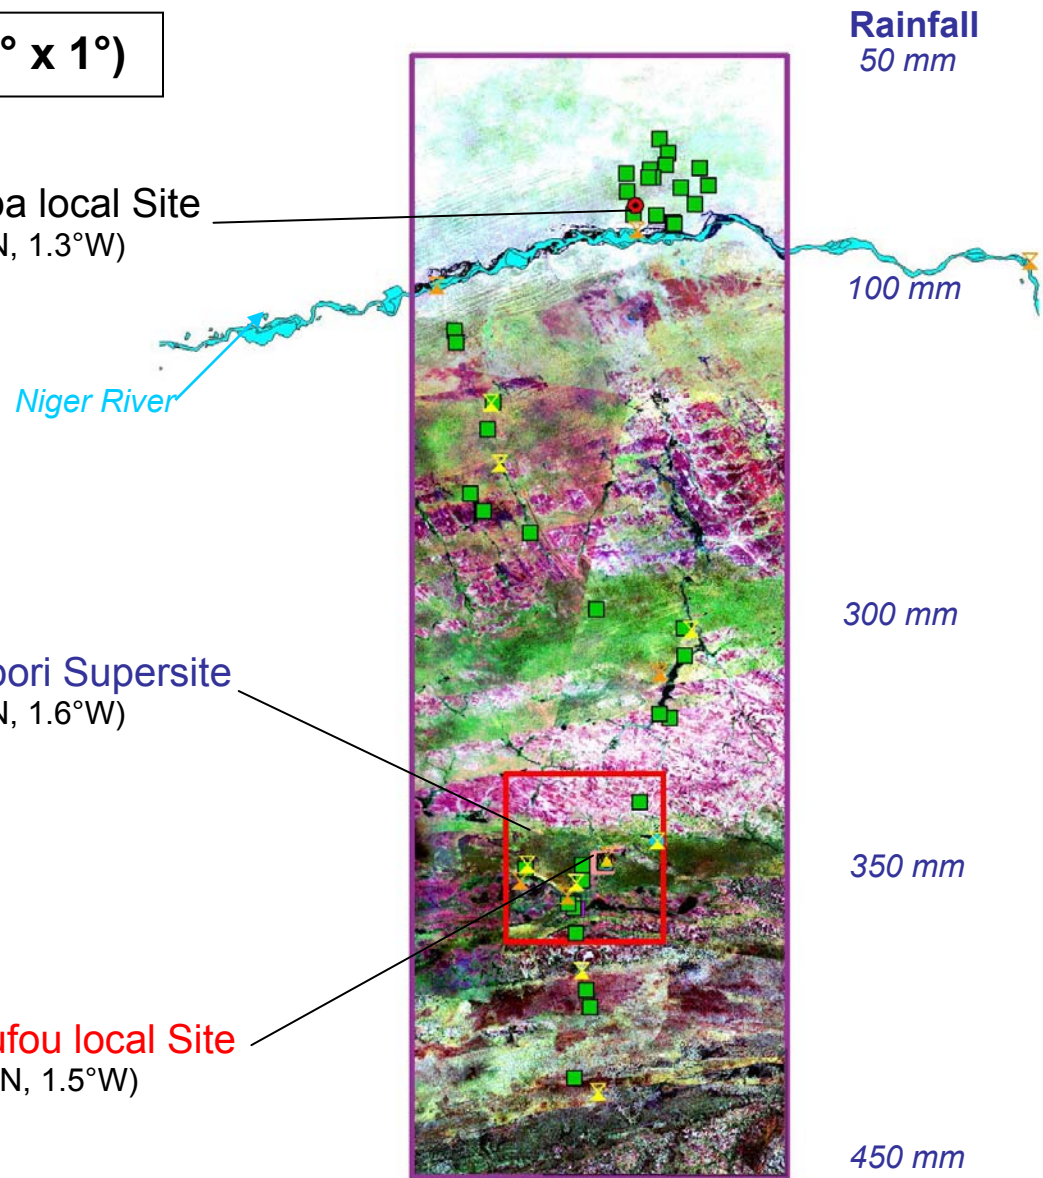 ° x 1°)
Rainfall
50 mm
oa local Site
N, 1.3°W)
100 mm
Niger River
300 mm
oori Supersite
N, 1.6°W)
350 mm
ufou local Site
N, 1.5°W)
450 mm